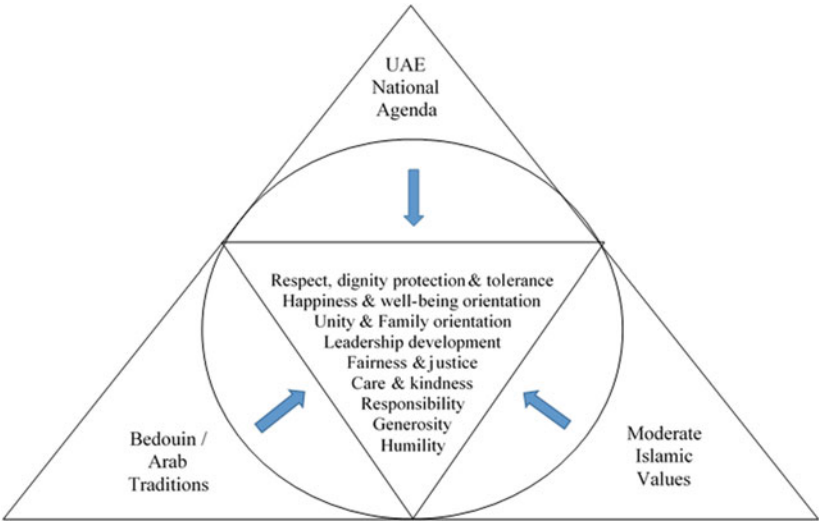 UAE
National
Agenda
Respect, dignity protection & tolerance
Happiness & well-being orientation
Unity & Family orientation
Leadership development
Fairness & justice
Care & kindness
Responsibility
Generosity
Humility
Bedouin /
Arab
Traditions
Moderate
Islamic
Values